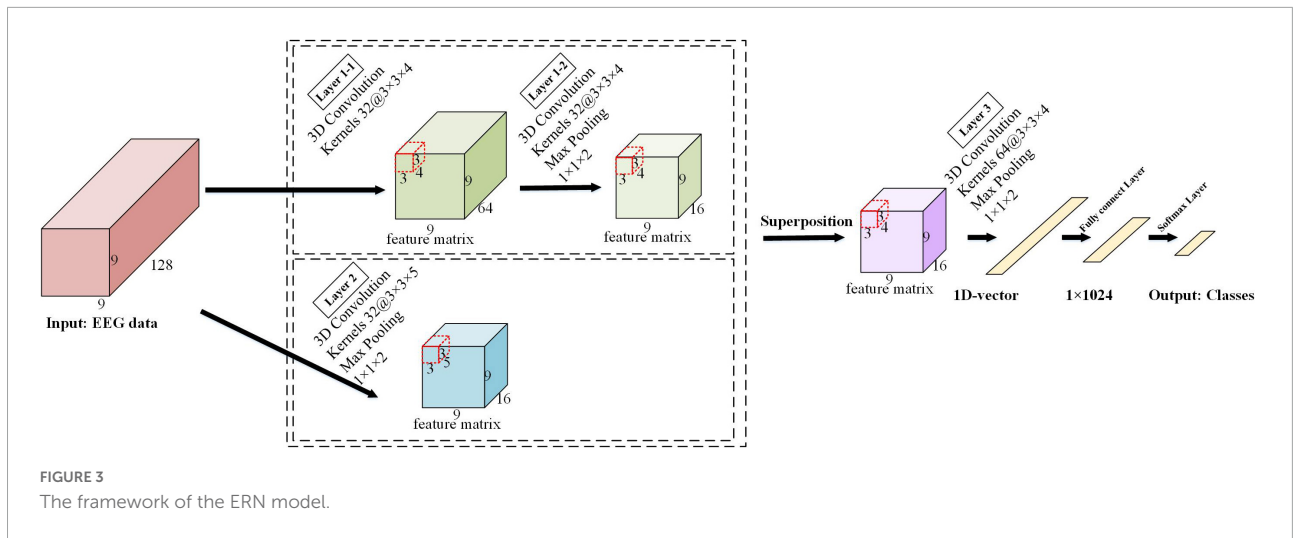 Layer 1-1
3D Convolution
Kernels 32@3×3×4
Layer 1-2
3D Convolution
Kernels 32@3×3×4
Max Pooling
1×1×2
3
3
4
9
64
9
feature matrix
3
3
4
9
16
9
feature matrix
9
128
9
Input: EEG data
Layer 2
3D Convolution
Kernels 32@3×3×5
Max Pooling
1×1×2
3
3
5
9
16
9
feature matrix
Superposition
3
3
4
9
16
9
feature matrix
Layer 3
3D Convolution
Kernels 64@3×3×4
Max Pooling
1×1×2
Fully connect Layer
Softmax Layer
1D-vector
1×1024
Output: Classes
FIGURE 3
The framework of the ERN model.